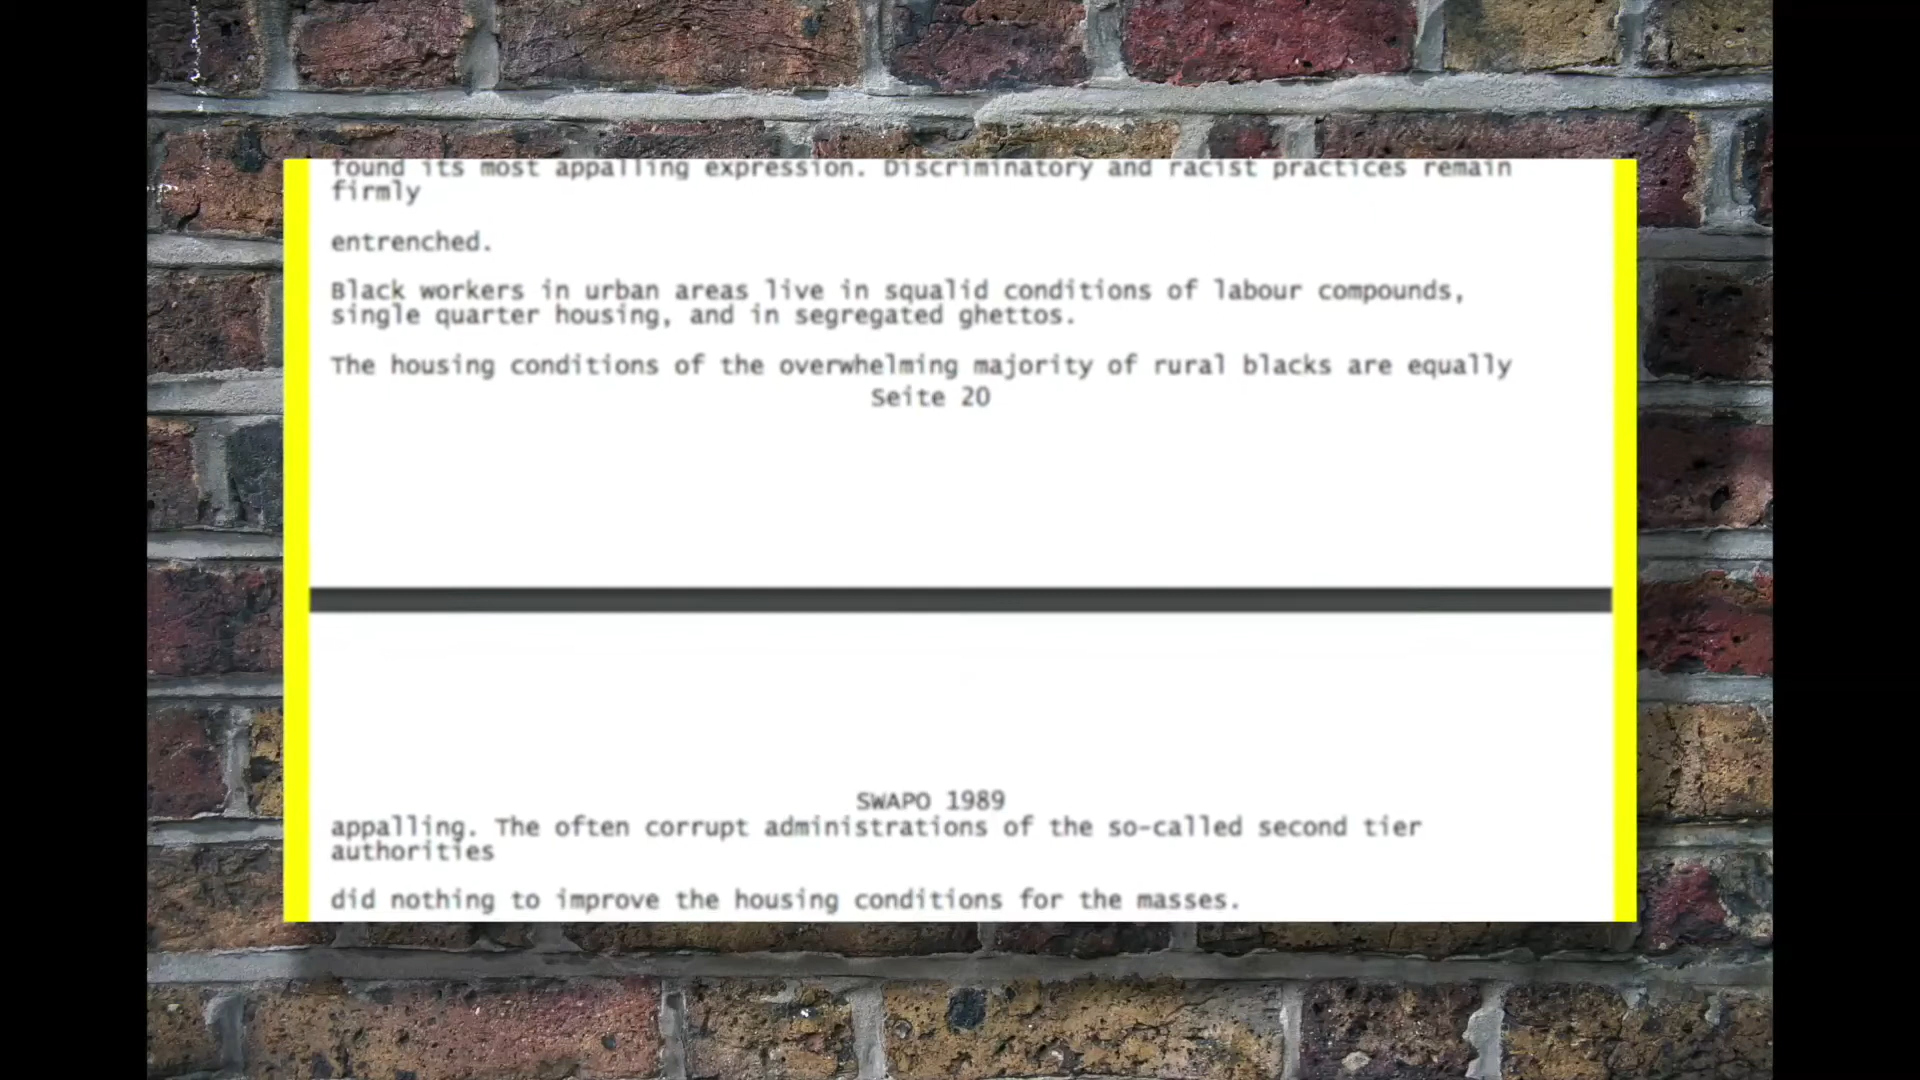 found its most appalling expression. Discriminatory and racist practices remain
firmly
entrenched.
Black workers in urban areas live in squalid conditions of labour compounds,
single quarter housing, and in segregated ghettos.
The housing conditions of the overwhelming majority of rural blacks are equally
Seite 20
SWAPO 1989
appalling. The often corrupt administrations of the so-called second tier
authorities
did nothing to improve the housing conditions for the masses.